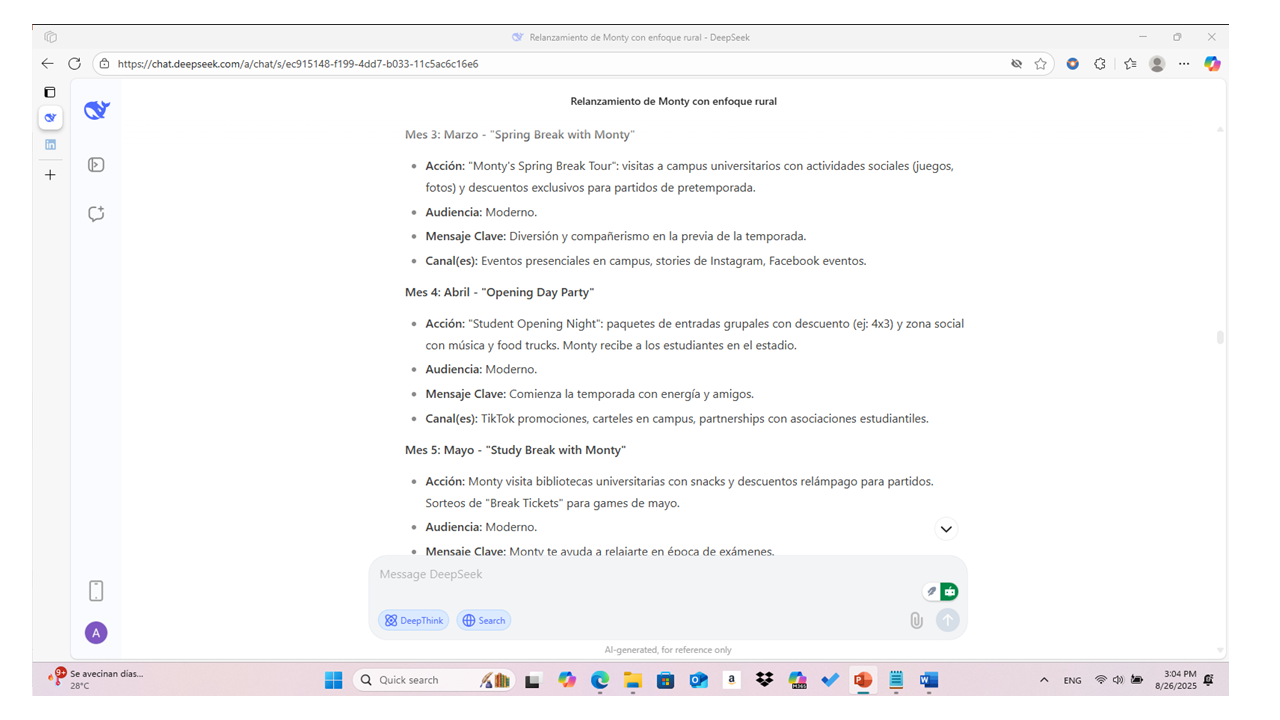 Relanzamiento de Monty con enfoque rural - DeepSeek
https://chat.deepseek.com/a/chat/s/ec915148-f199-4dd7-b033-11c5ac6c16e6
Relanzamiento de Monty con enfoque rural
Mes 3: Marzo - "Spring Break with Monty"
Acción: "Monty's Spring Break Tour": visitas a campus universitarios con actividades sociales (juegos,
fotos) y descuentos exclusivos para partidos de pretemporada.
Audiencia: Moderno.
Mensaje Clave: Diversión y compañerismo en la previa de la temporada.
Canal(es): Eventos presenciales en campus, stories de Instagram, Facebook eventos.
Mes 4: Abril - "Opening Day Party"
Acción: "Student Opening Night": paquetes de entradas grupales con descuento (ej: 4x3) y zona social
con música y food trucks. Monty recibe a los estudiantes en el estadio.
Audiencia: Moderno.
Mensaje Clave: Comienza la temporada con energía y amigos.
Canal(es): TikTok promociones, carteles en campus, partnerships con asociaciones estudiantiles.
Mes 5: Mayo - "Study Break with Monty"
Acción: Monty visita bibliotecas universitarias con snacks y descuentos relámpago para partidos.
Sorteos de "Break Tickets" para games de mayo.
Audiencia: Moderno.
Mensaje Clave: Monty te ayuda a relajarte en época de exámenes.
Message DeepSeek
DeepThink
Search
A
AI-generated, for reference only
9+
Se avecinan días...
28°C
Quick search
a
M365
ENG
3:04 PM
8/26/2025